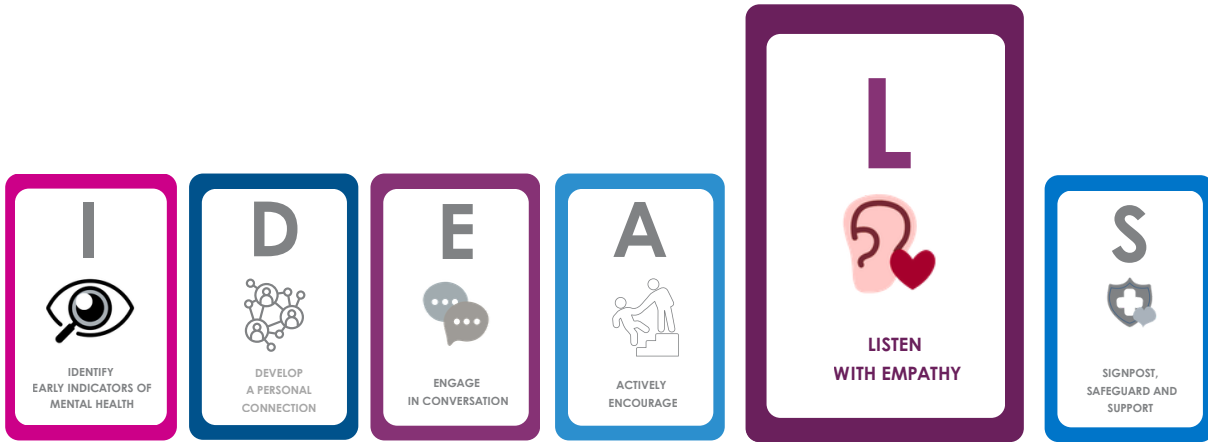 I
IDENTIFY
EARLY INDICATORS OF
MENTAL HEALTH
D
DEVELOP
A PERSONAL
CONNECTION
E
ENGAGE
IN CONVERSATION
A
ACTIVELY
ENCOURAGE
L
LISTEN
WITH EMPATHY
S
SIGNPOST,
SAFEGUARD AND
SUPPORT